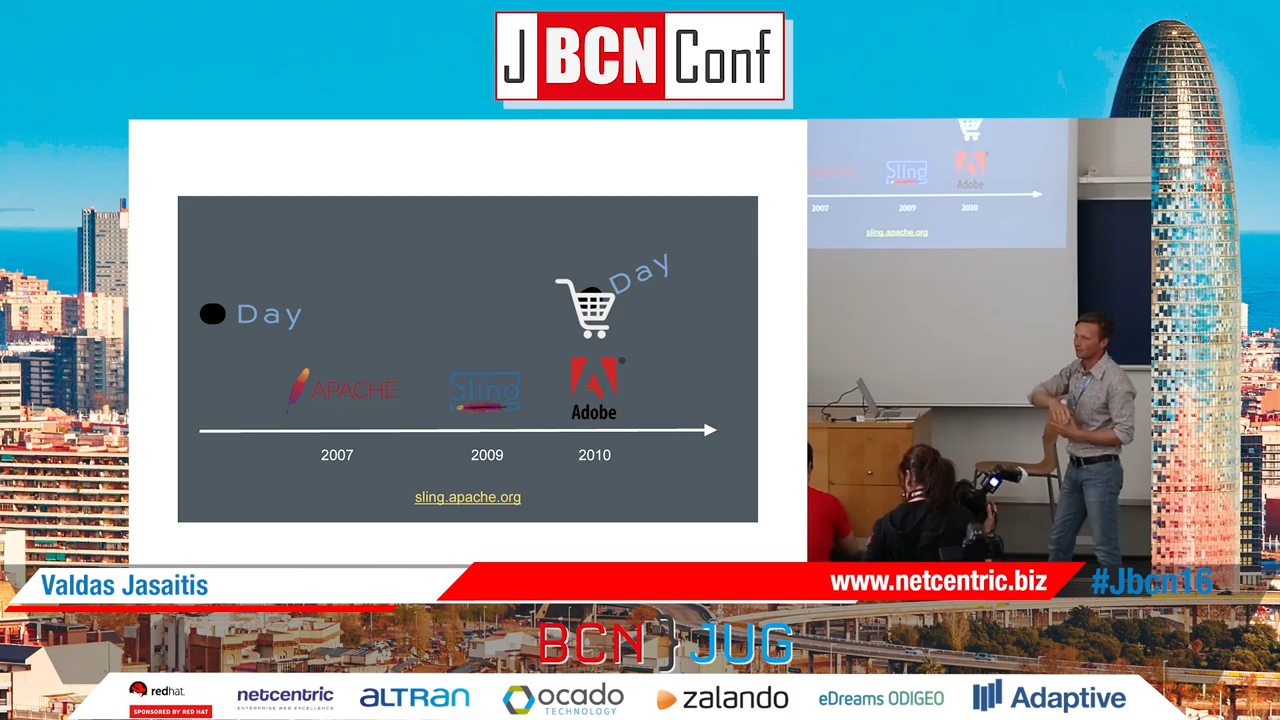 J BCN Conf
Day
Day
APACHE
Sling
Adobe
2007
2009
2010
sling.apache.org
Sling
Adobe
2007
2009
2010
sling.apache.org
Valdas Jasaitis
www.netcentric.biz
#Jbcn16
BCN JUG
redhat.
SPONSORED BY RED HAT
netcentric
ENTERPRISE WEB EXCELLENCE
ALTRAN
ocado
TECHNOLOGY
zalando
eDreams ODIGEO
Adaptive